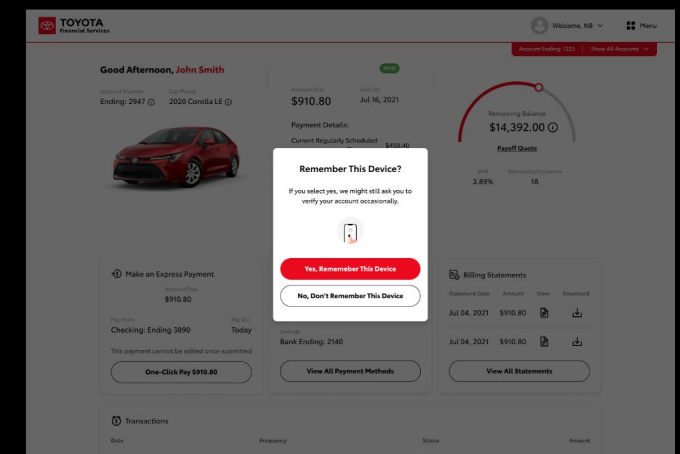 TOYOTA
Financial Services
Welcome, NB
Menu
Account Ending: 1223 | Show All Accounts
Good Afternoon, John Smith
Account Number
Car Model
Ending: 2947
2020 Corolla LE
Amount Due
Due On
$910.80
Jul 16, 2021
Payment Details:
Current Regularly Scheduled
$450.40
Remaining Balance
$14,392.00
Payoff Quote
APR
Remaining Payments
3.89%
18
Remember This Device?
If you select yes, we might still ask you to
verify your account occasionally.
Yes, Rememeber This Device
No, Don't Remember This Device
Make an Express Payment
Amount Due
$910.80
Pay From
Pay On
Checking: Ending 3890
Today
This payment cannot be edited once submitted
One-Click Pay $910.80
Savings
Bank Ending: 2140
View All Payment Methods
Billing Statements
Statement Date
Amount
View
Download
Jul 04, 2021
$910.80
Jul 04, 2021
$910.80
View All Statements
Transactions
Date
Frequency
Status
Amount